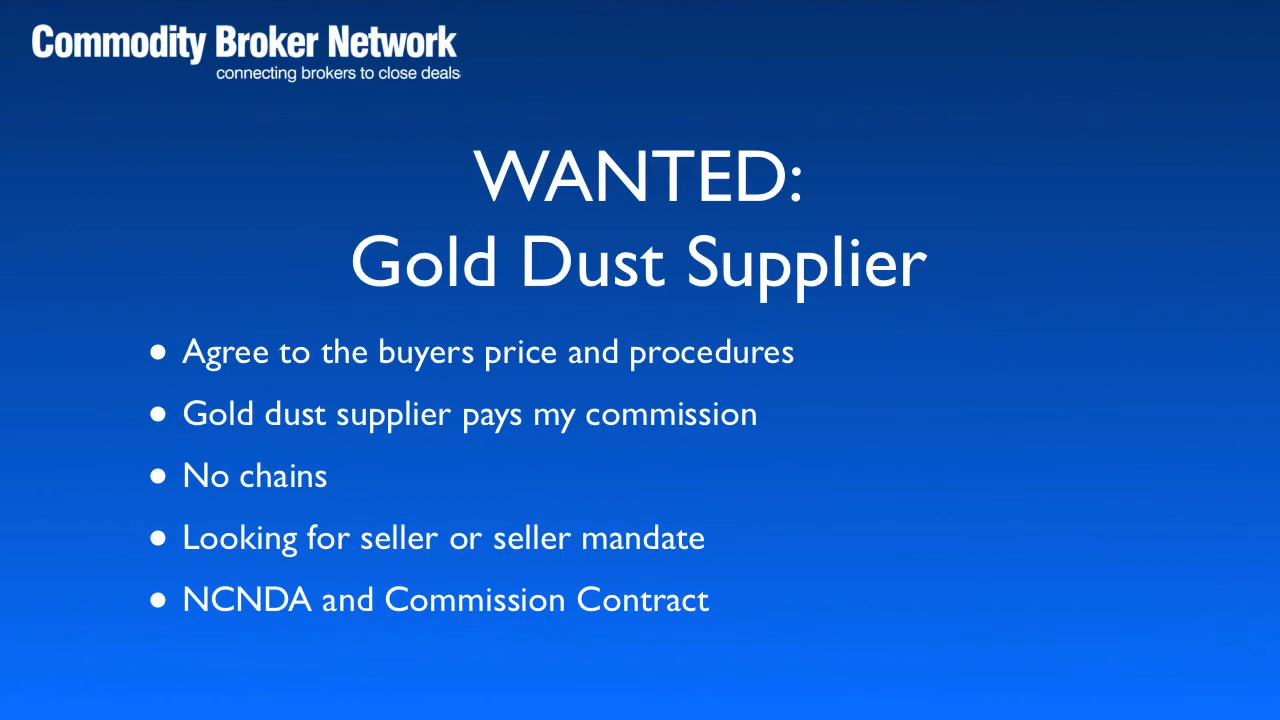 Commodity Broker Network
connecting brokers to close deals
WANTED:
Gold Dust Supplier
• Agree to the buyers price and procedures
• Gold dust supplier pays my commission
• No chains
• Looking for seller or seller mandate
• NCNDA and Commission Contract